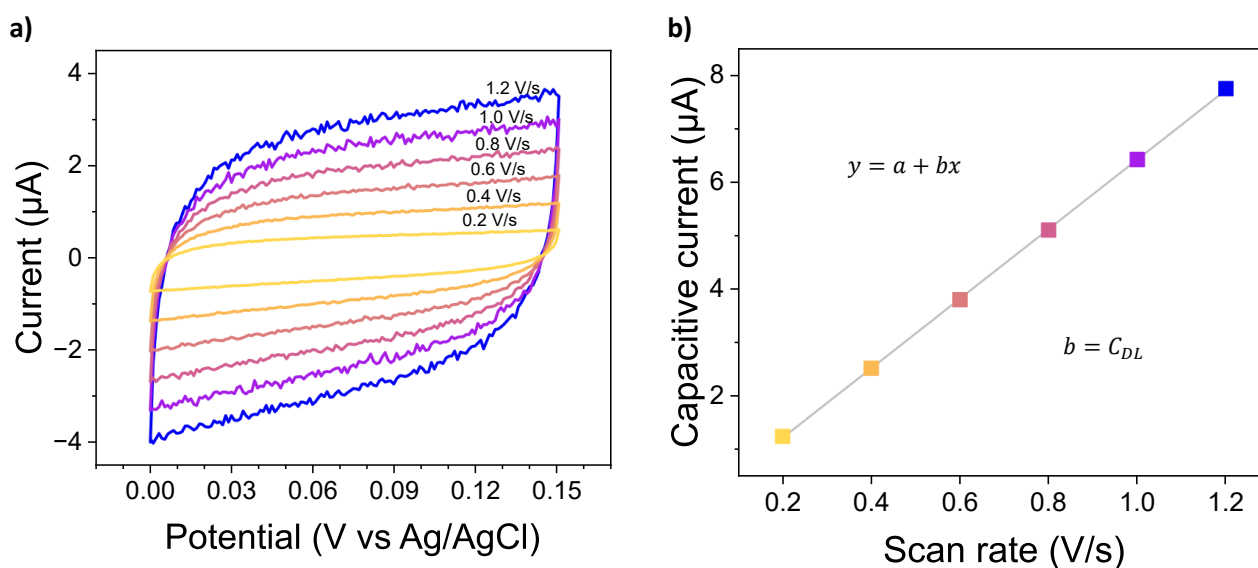 a)
4
2
0
−2
−4
Current (µA)
1.2 V/s
1.0 V/s
0.8 V/s
0.6 V/s
0.4 V/s
0.2 V/s
0.00 0.03 0.06 0.09 0.12 0.15
Potential (V vs Ag/AgCl)
b)
8
6
4
2
Capacitive current (µA)
y = a + bx
b = C_DL
0.2 0.4 0.6 0.8 1.0 1.2
Scan rate (V/s)